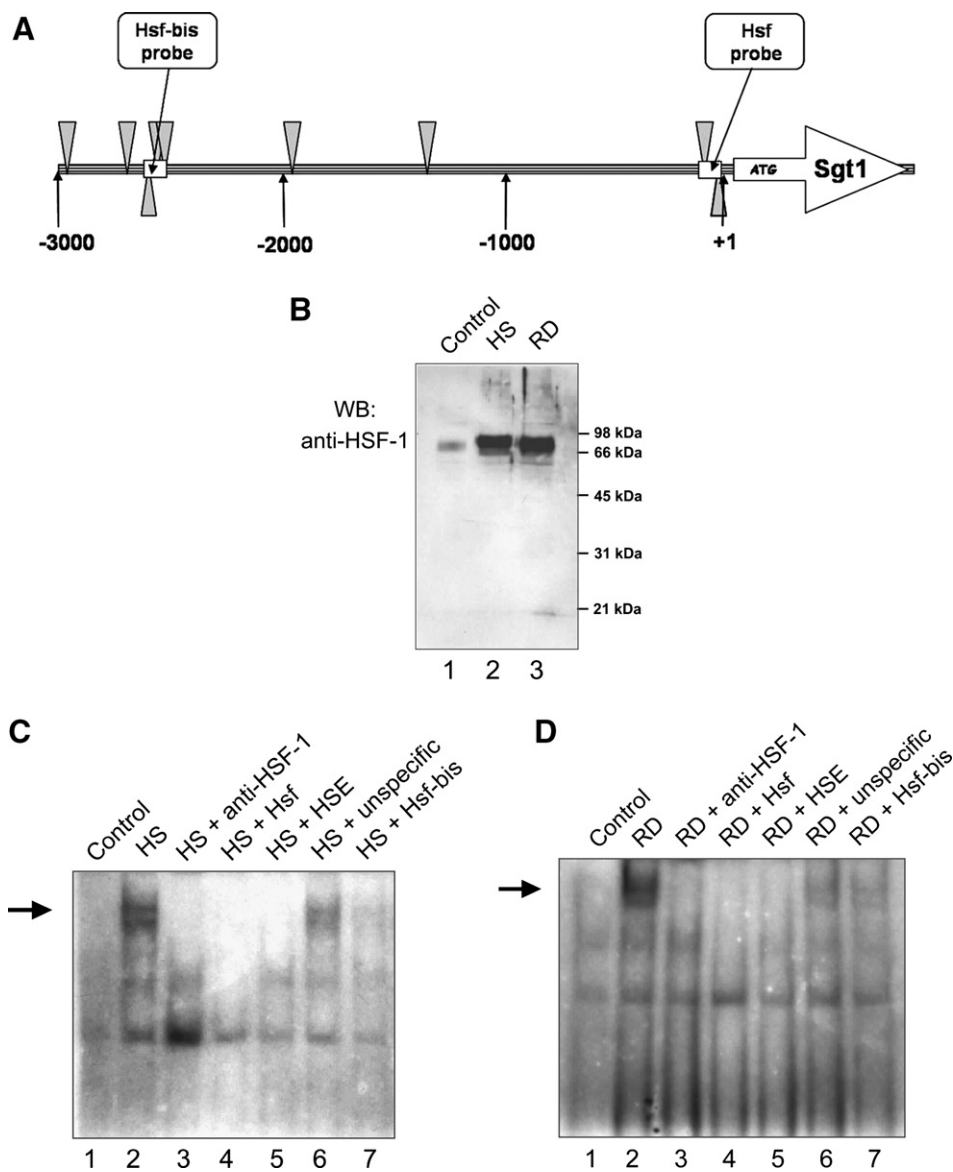 A
Hsf-bis
probe
Hsf
probe
ATG
Sgt1
-3000
-2000
-1000
+1
B
Control
HS
RD
WB:
anti-HSF-1
98 kDa
66 kDa
45 kDa
31 kDa
21 kDa
1 2 3
C
Control
HS
HS + anti-HSF-1
HS + Hsf
HS + HSE
HS + unspecific
HS + Hsf-bis
1 2 3 4 5 6 7
D
Control
RD
RD + anti-HSF-1
RD + Hsf
RD + HSE
RD + unspecific
RD + Hsf-bis
1 2 3 4 5 6 7